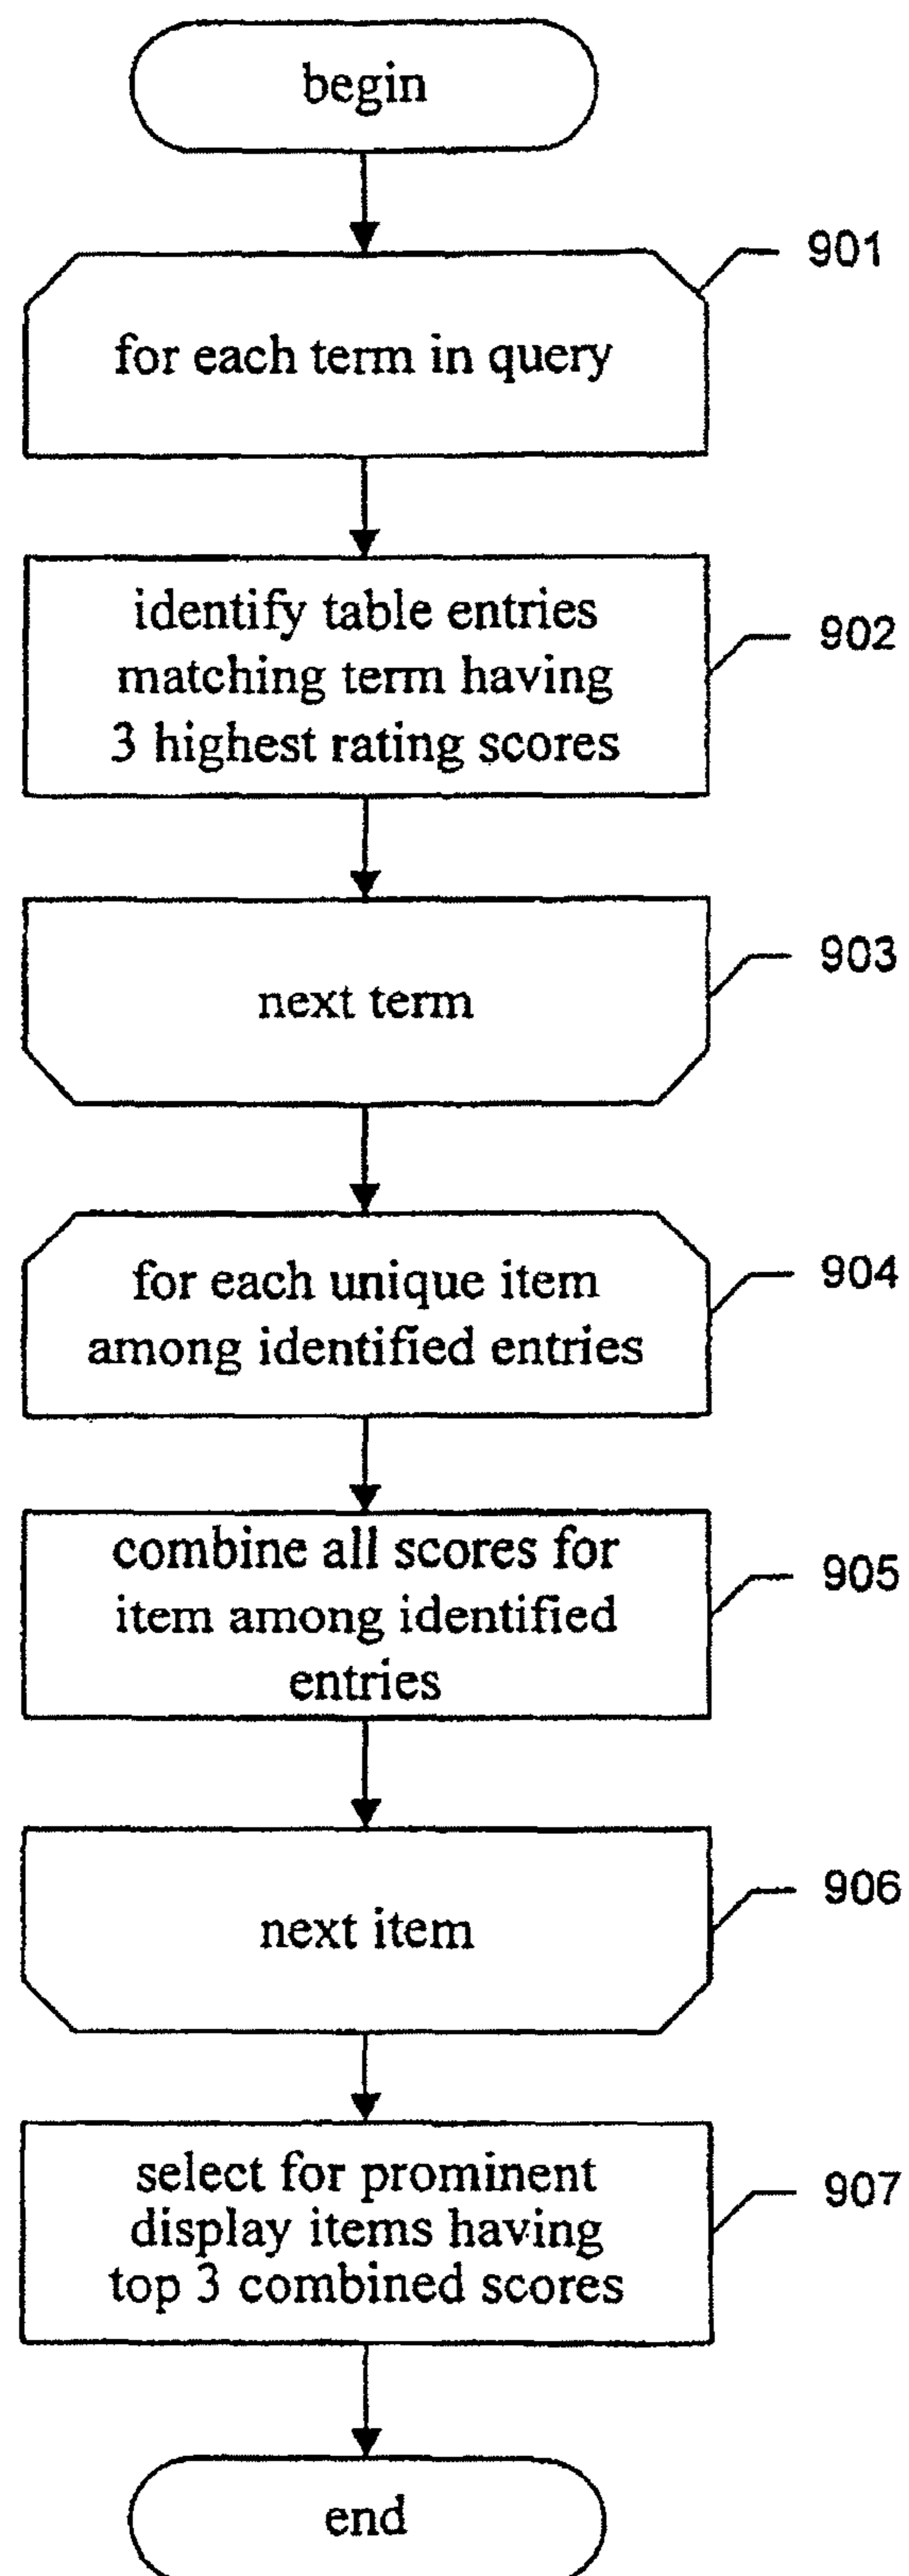 begin
901
for each term in query
identify table entries
matching term having
3 highest rating scores
902
next term
903
for each unique item
among identified entries
904
combine all scores for
item among identified
entries
905
next item
906
select for prominent
display items having
top 3 combined scores
907
end